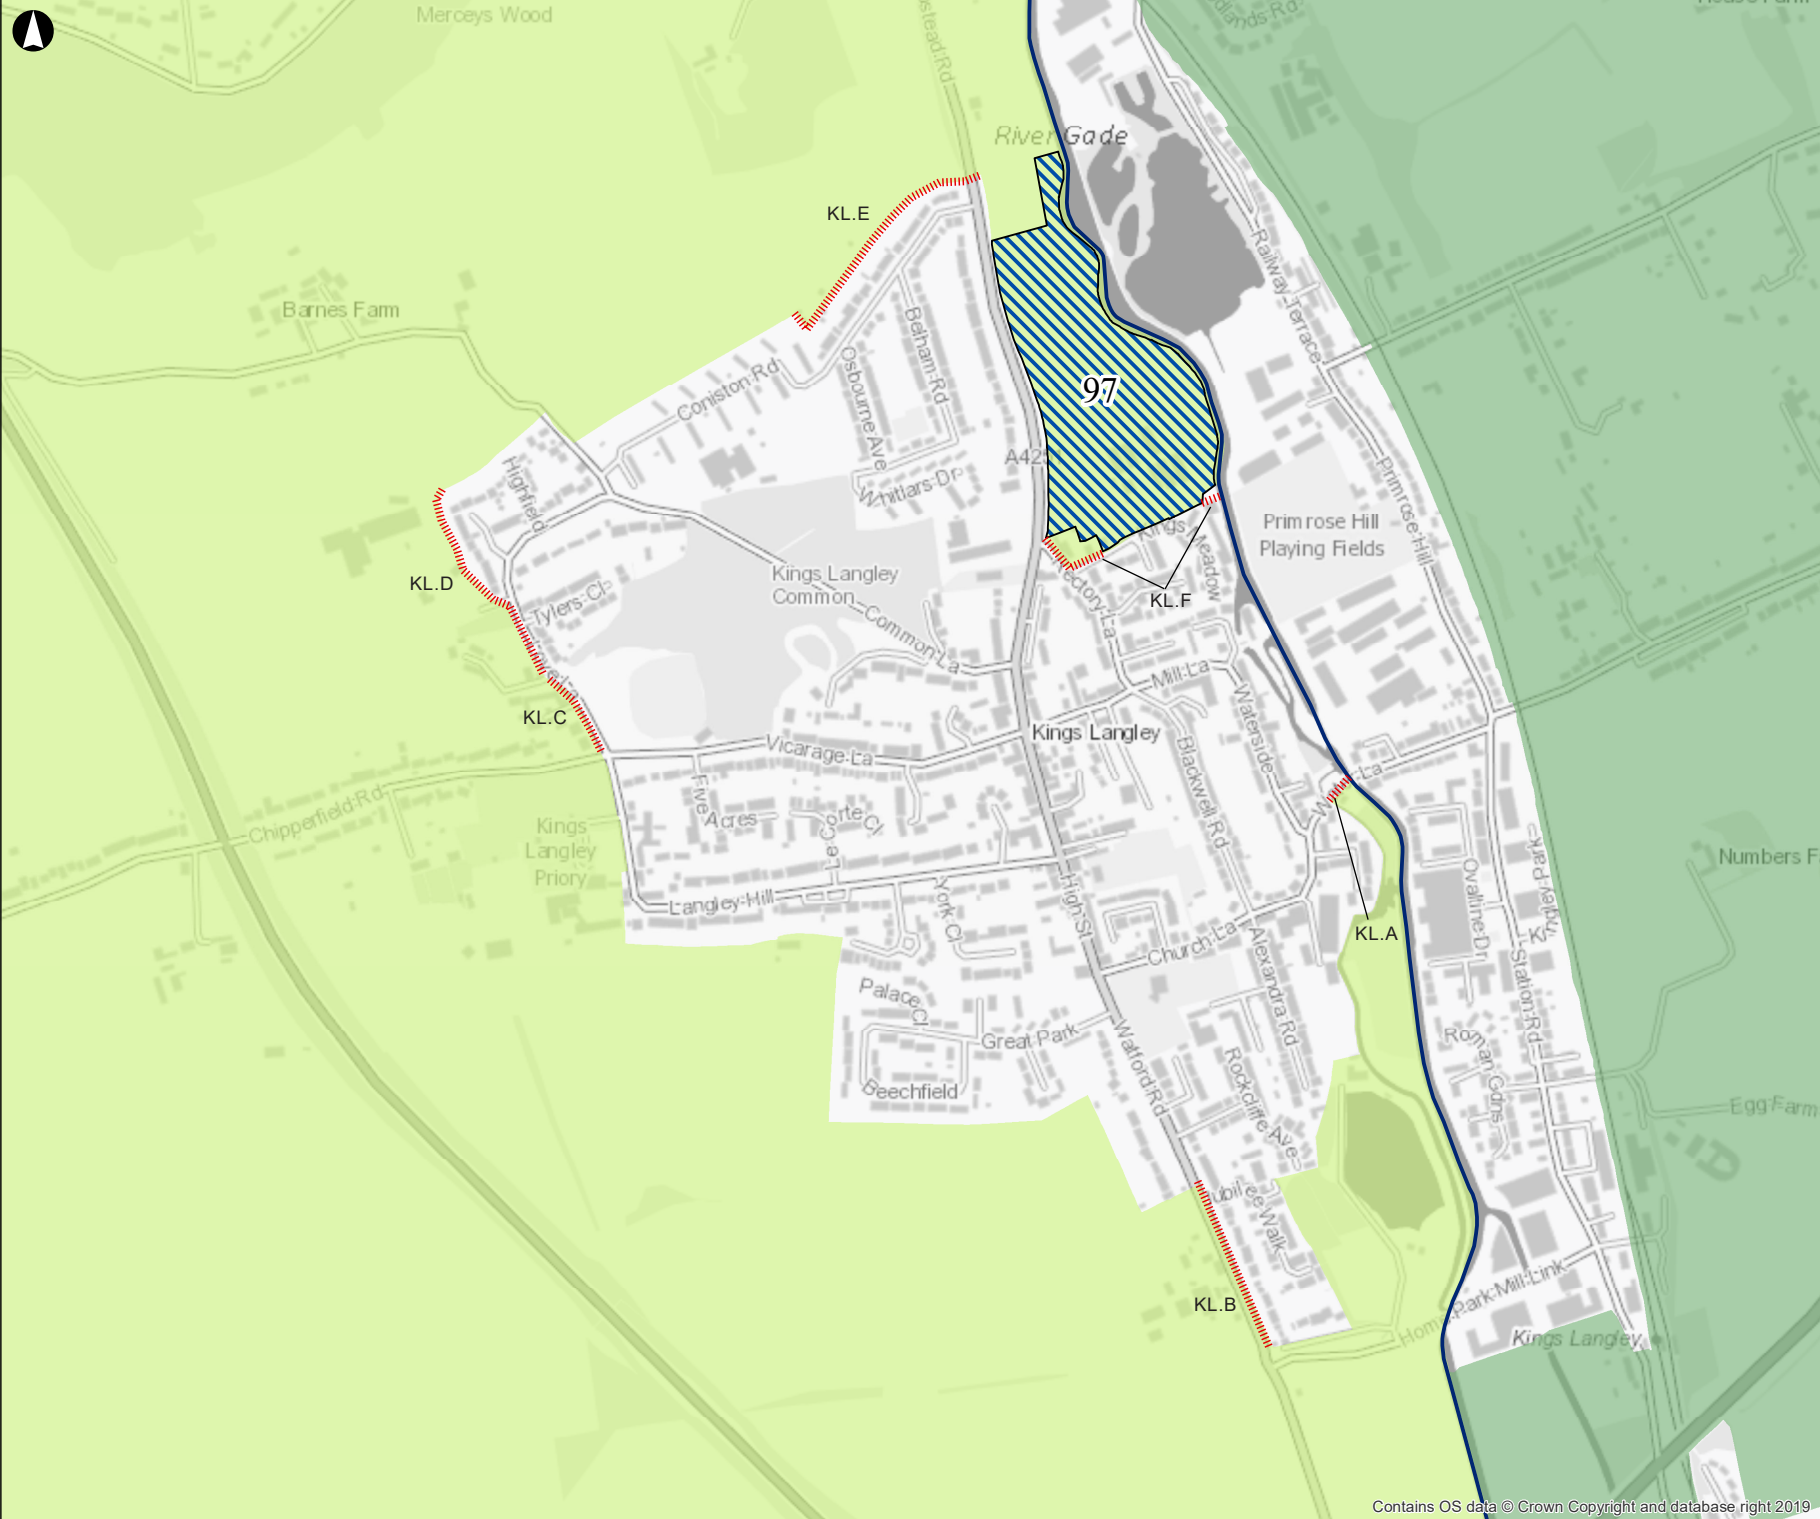 Merceys Wood
River Gade
KL.E
Railway Terrace
Barnes Farm
Belham Rd
Osbourne Ave
Coniston Rd
97
A425
Highfield
Whitlars Dr
Primrose Hill
Kings
Meadow
Primrose Hill
Playing Fields
Kings Langley
Common
KL.D
Tylers Cl
KL.F
Rectory La
Common La
Mill La
KL.C
Waterside
Kings Langley
Vicarage La
Blackwell Rd
Five
Acres
Chipperfield Rd
Kings
Langley
Priory
Numbers F
Langley Hill
York Cl
High St
Ovaltine Dr
KL.A
Church La
Alexandra Rd
Station Rd
Palace Cl
Great Park
Roman Gdns
Watford Rd
Beechfield
Rockcliffe Ave
Egg Farm
Jubilee Walk
KL.B
Home Park Mill Link
Kings Langley
Contains OS data © Crown Copyright and database right 2019